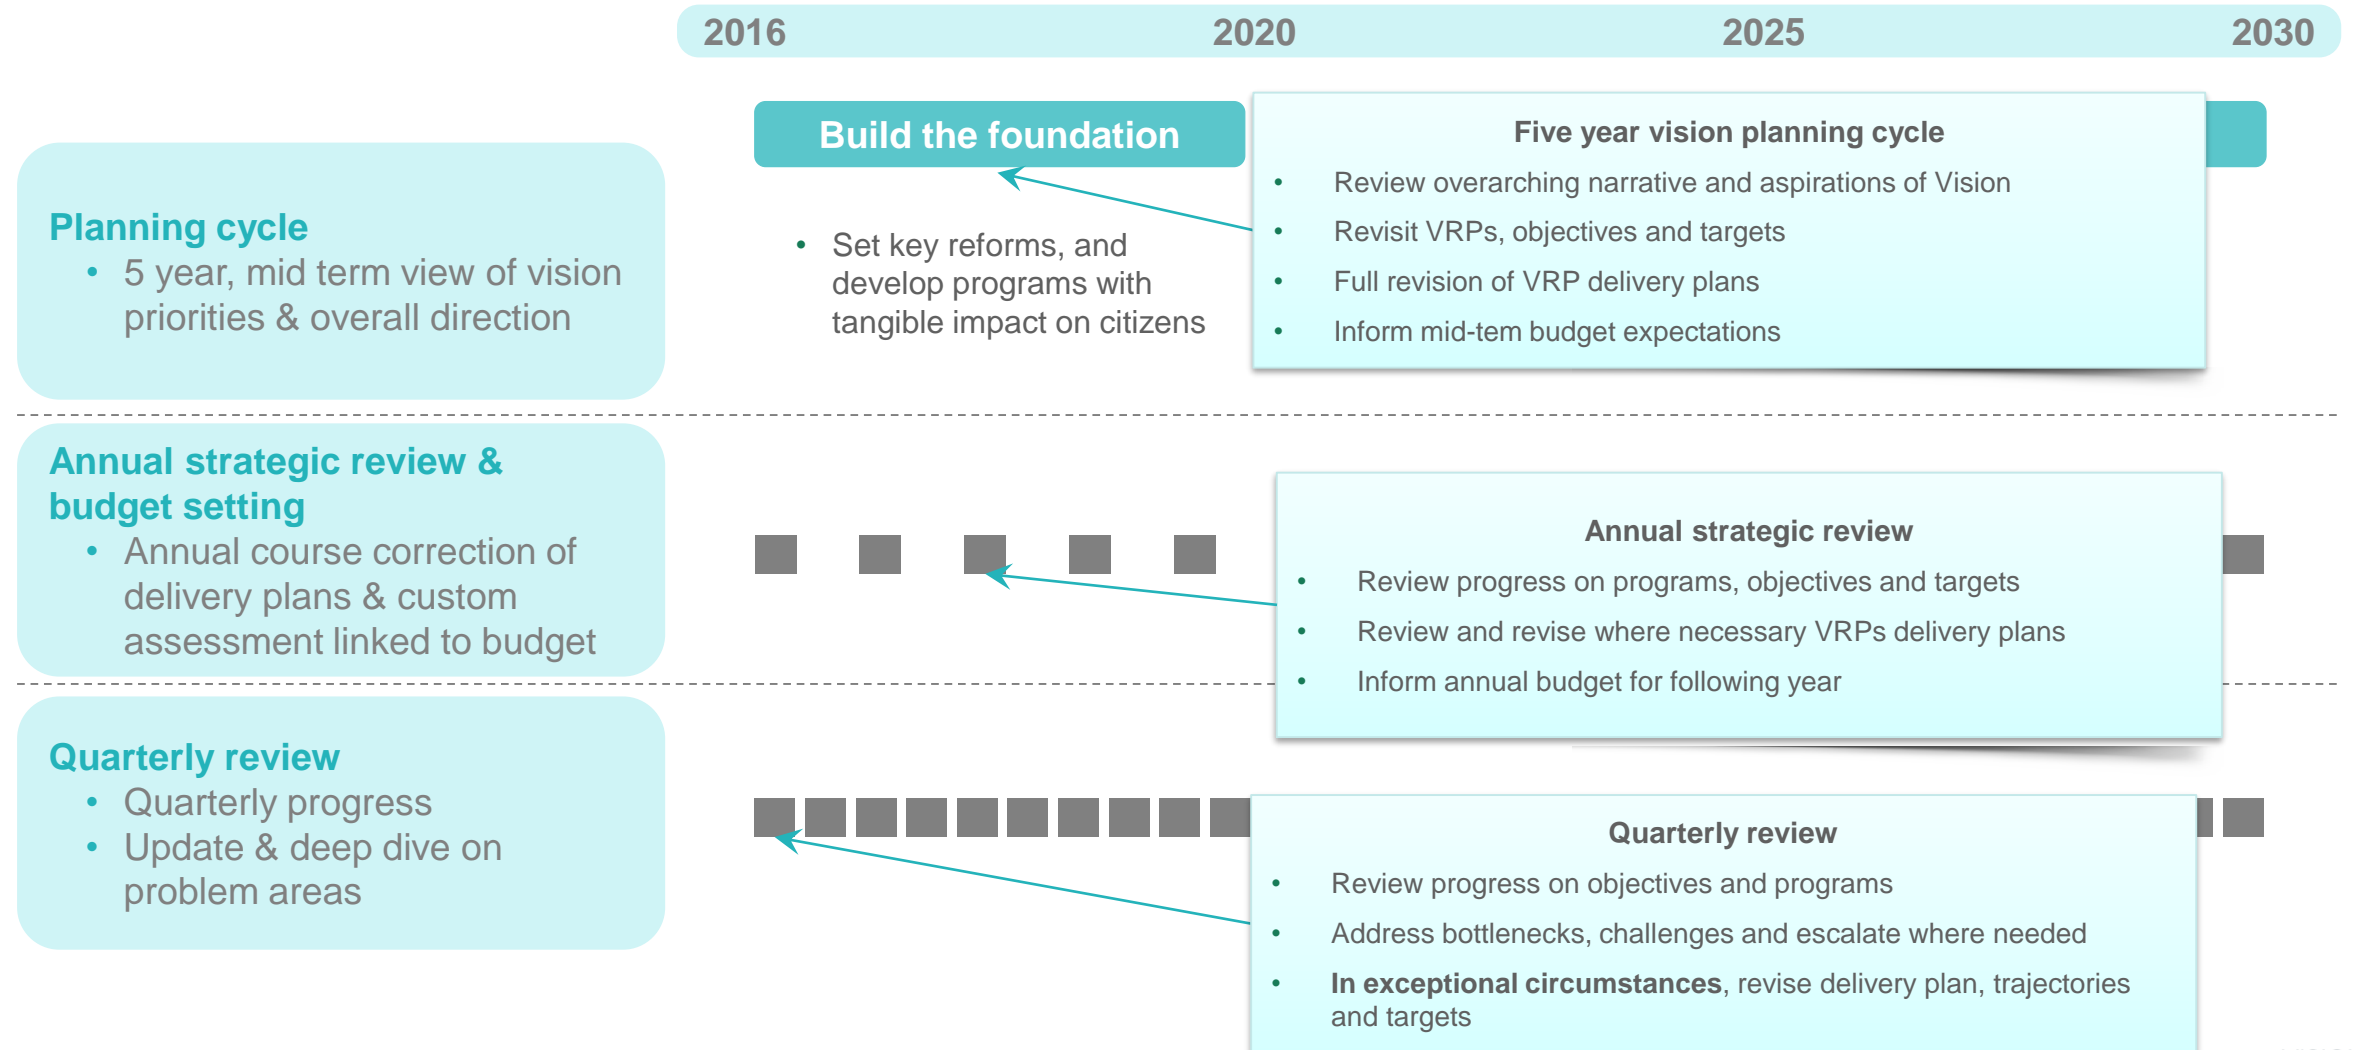 2016 2020 2025 2030
Build the foundation
• Set key reforms, and
develop programs with
tangible impact on citizens
Five year vision planning cycle
• Review overarching narrative and aspirations of Vision
• Revisit VRPs, objectives and targets
• Full revision of VRP delivery plans
• Inform mid-tem budget expectations
Planning cycle
• 5 year, mid term view of vision
priorities & overall direction
Annual strategic review &
budget setting
• Annual course correction of
delivery plans & custom
assessment linked to budget
Annual strategic review
• Review progress on programs, objectives and targets
• Review and revise where necessary VRPs delivery plans
• Inform annual budget for following year
Quarterly review
• Quarterly progress
• Update & deep dive on
problem areas
Quarterly review
• Review progress on objectives and programs
• Address bottlenecks, challenges and escalate where needed
• In exceptional circumstances, revise delivery plan, trajectories
and targets